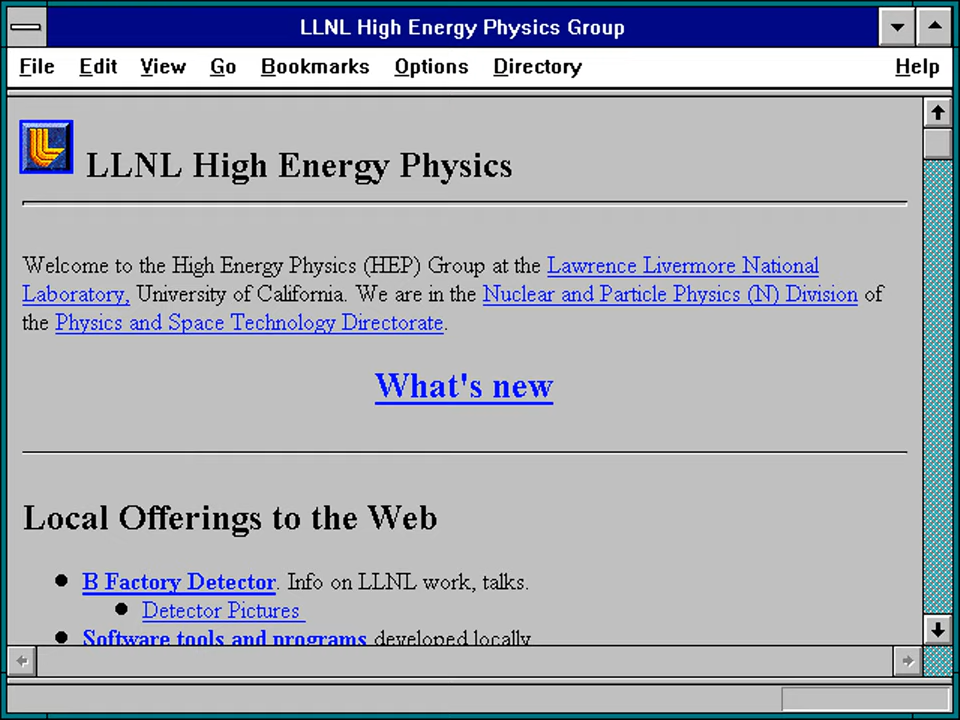 LLNL High Energy Physics Group
File Edit View Go Bookmarks Options Directory Help
LLNL High Energy Physics
Welcome to the High Energy Physics (HEP) Group at the Lawrence Livermore National
Laboratory, University of California. We are in the Nuclear and Particle Physics (N) Division of
the Physics and Space Technology Directorate.
What's new
Local Offerings to the Web
B Factory Detector. Info on LLNL work, talks.
Detector Pictures
Software tools and programs developed locally